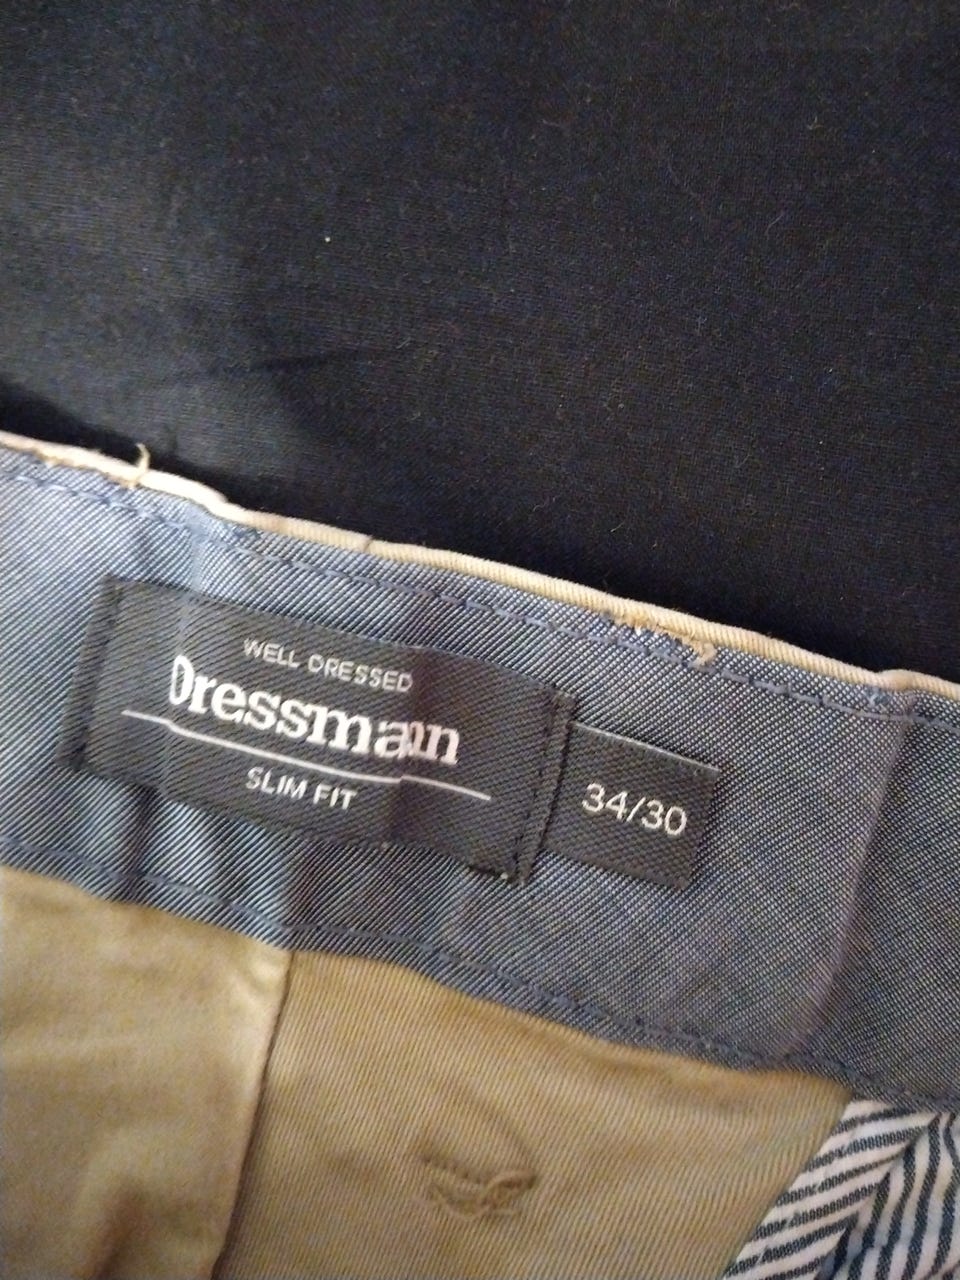 WELL DRESSED
Dressmann
SLIM FIT
34/30